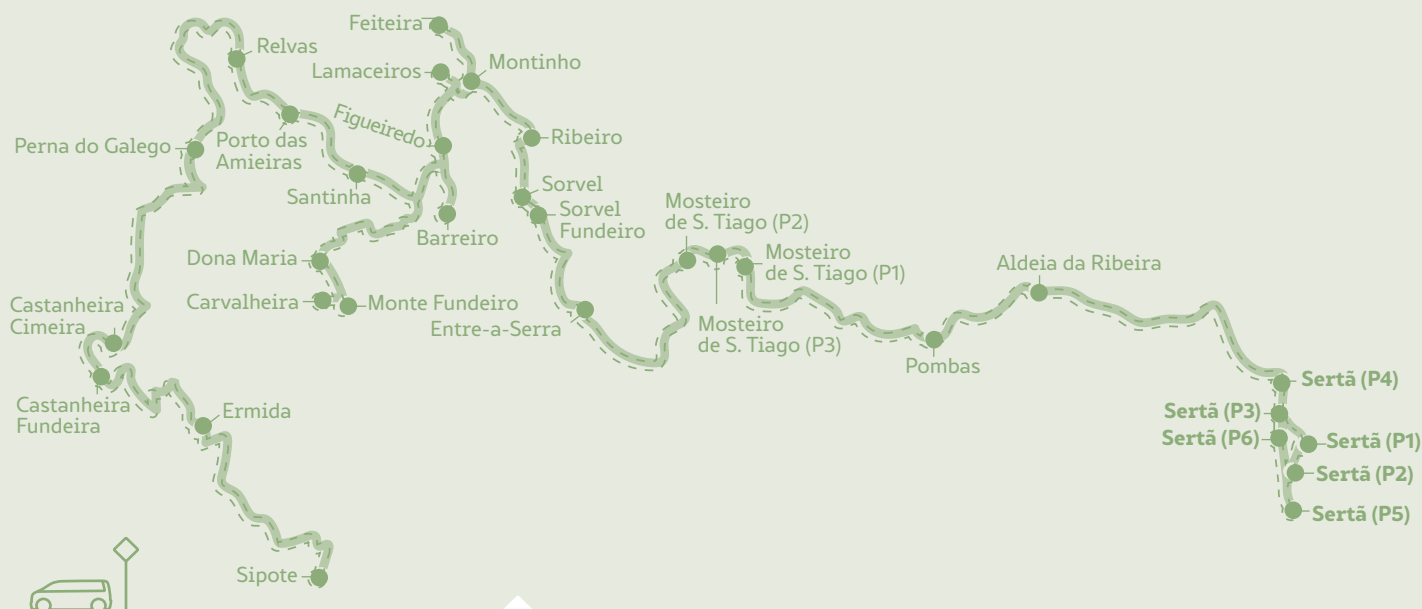 Feiteira
Relvas
Lamaceiros
Montinho
Figueiredo
Perna do Galego
Porto das
Amieiras
Ribeiro
Santinha
Sorvel
Sorvel
Fundeiro
Mosteiro
de S. Tiago (P2)
Barreiro
Dona Maria
Mosteiro
de S. Tiago (P1)
Aldeia da Ribeira
Carvalheira
Monte Fundeiro
Castanheira
Cimeira
Entre-a-Serra
Mosteiro
de S. Tiago (P3)
Pombas
Sertã (P4)
Castanheira
Fundeira
Ermida
Sertã (P3)
Sertã (P6)
Sertã (P1)
Sertã (P2)
Sertã (P5)
Sipote